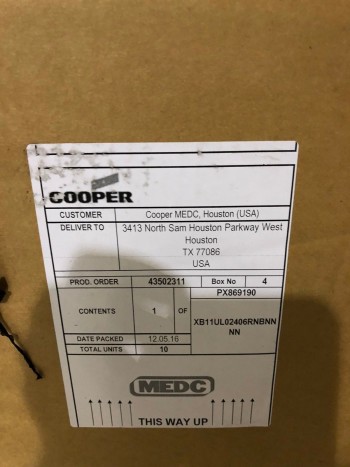 COOPER
CUSTOMER Cooper MEDC, Houston (USA)
DELIVER TO 3413 North Sam Houston Parkway West
Houston
TX 77086
USA
PROD. ORDER 43502311 Box No 4
PX869190
CONTENTS 1 OF XB11UL02406RNBNN
NN
DATE PACKED 12.05.16
TOTAL UNITS 10
MEDC
THIS WAY UP